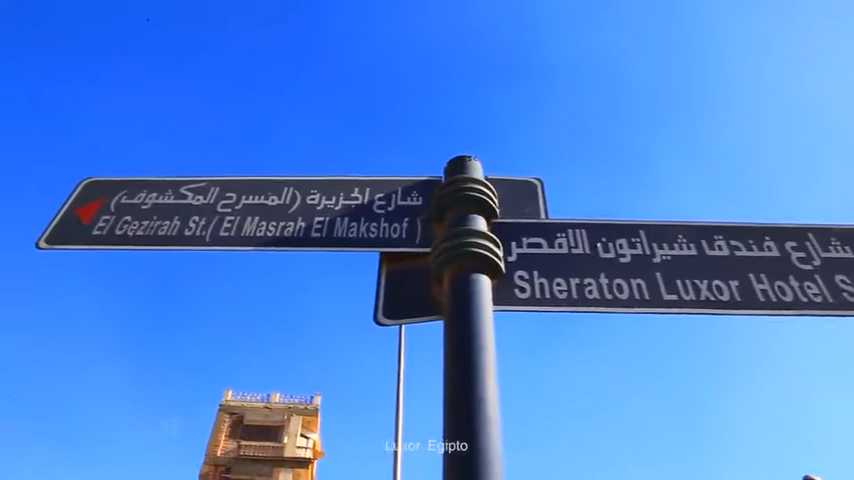 شارع الجزيرة (المسرح المكشوف)
El Gezirah St.( El Masrah El Makshof )
شارع فندق شيراتون الاقصر
Sheraton Luxor Hotel S
Luxor Egipto